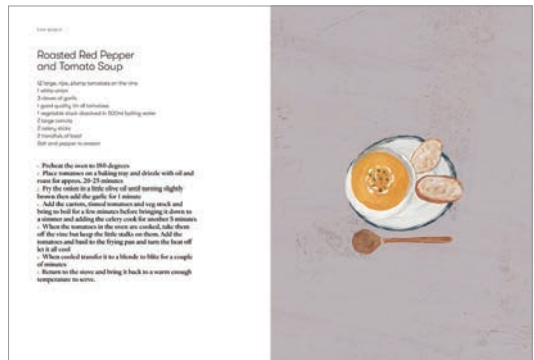 Roasted Red Pepper
and Tomato Soup
12 large, ripe, plump tomatoes on the vine
1 white onion
3 cloves of garlic
1 good quality tin of tomatoes
1 vegetable stock dissolved in 500ml boiling water
2 large carrots
2 celery sticks
2 handfuls of basil
Salt and pepper to season
Preheat the oven to 180 degrees
Place tomatoes on a baking tray and drizzle with oil and
roast for approx. 20-25 minutes
Fry the onion in a little olive oil until turning slightly
brown then add the garlic for 1 minute
Add the carrots, tinned tomatoes and veg stock and
bring to boil for a few minutes before bringing it down to
a simmer and adding the celery cook for another 5 minutes
When the tomatoes in the oven are cooked, take them
off the vine but keep the little stalks on them. Add the
tomatoes and basil to the frying pan and turn the heat off
let it all cool
When cooled transfer it to a blende to blitz for a couple
of minutes
Return to the stove and bring it back to a warm enough
temperature to serve.